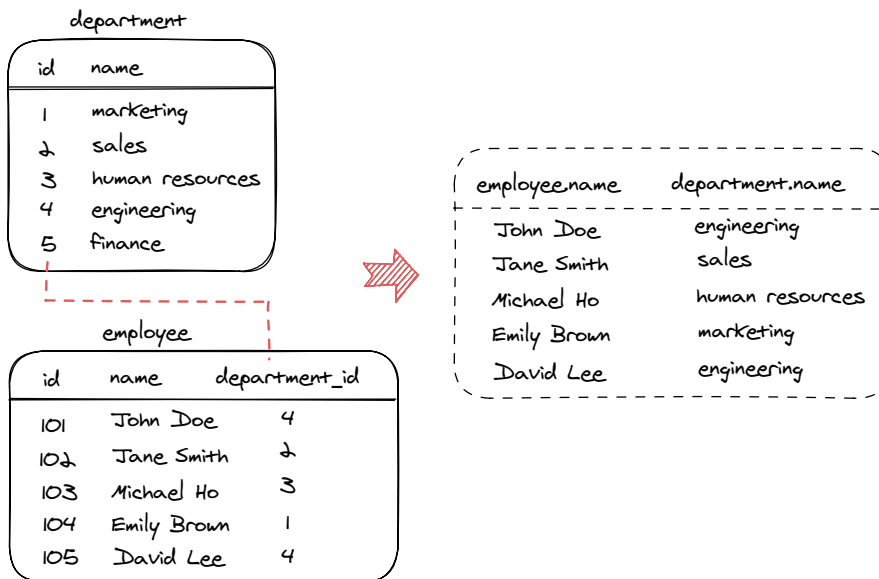 department
id name
1 marketing
2 sales
3 human resources
4 engineering
5 finance
employee
id name department_id
101 John Doe 4
102 Jane Smith 2
103 Michael Ho 3
104 Emily Brown 1
105 David Lee 4
employee.name department.name
John Doe engineering
Jane Smith sales
Michael Ho human resources
Emily Brown marketing
David Lee engineering